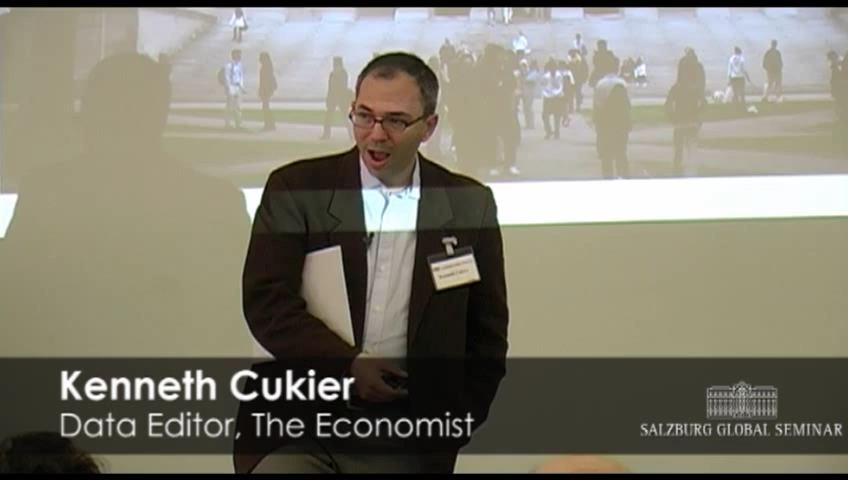 Kenneth Cukier
Data Editor, The Economist
SALZBURG GLOBAL SEMINAR